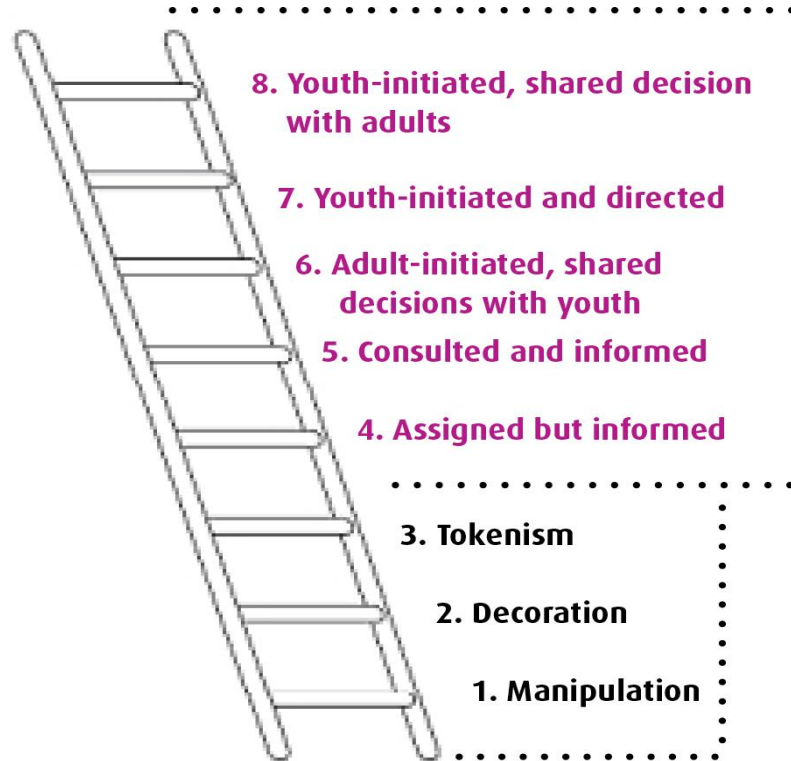 8. Youth-initiated, shared decision
with adults
7. Youth-initiated and directed
6. Adult-initiated, shared
decisions with youth
5. Consulted and informed
4. Assigned but informed
3. Tokenism
2. Decoration
1. Manipulation